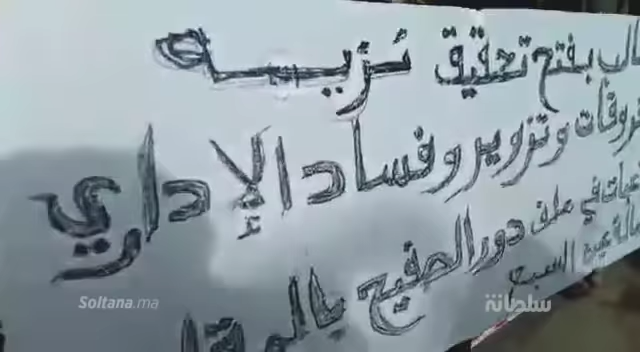 بفتح تحقيق نزيه
وتزوير وفساد الإداري
في ملف دور الصفيح
عين السبع
Soltana.ma
سلطانة